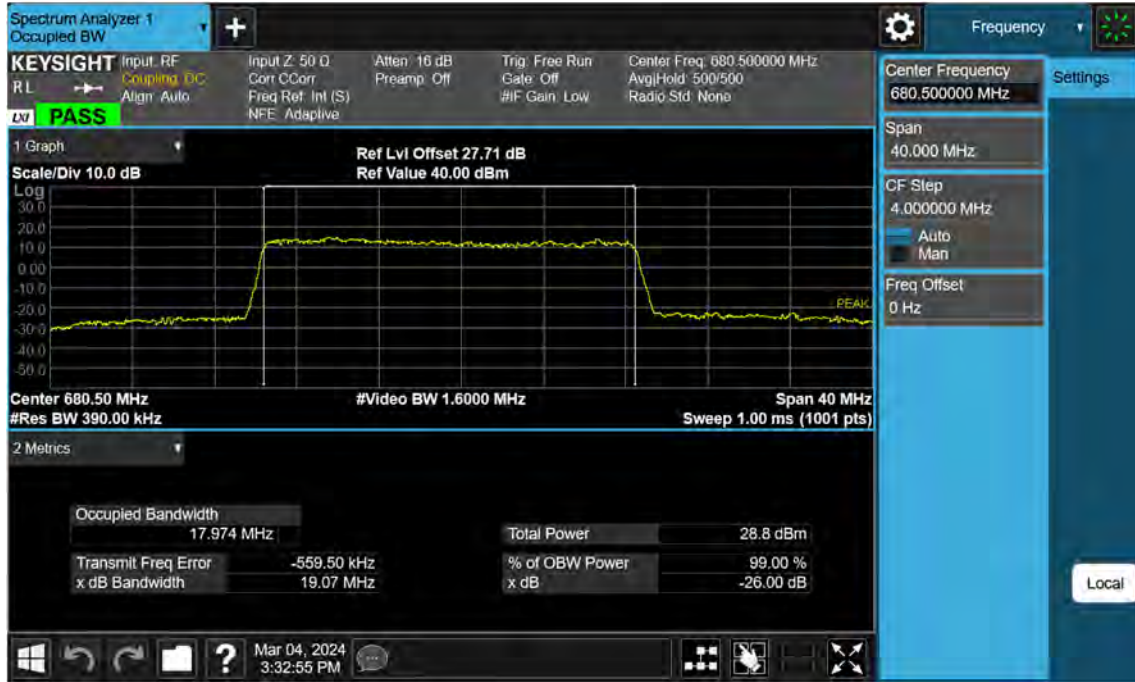 Spectrum Analyzer 1
Occupied BW
+
Frequency
KEYSIGHT
RL
LXI
PASS
Input: RF
Coupling: DC
Align: Auto
Input Z: 50 Ω
Corr CCorr
Freq Ref: Int (S)
NFE: Adaptive
Atten: 16 dB
Preamp: Off
Trig: Free Run
Gate: Off
#IF Gain: Low
Center Freq: 680.500000 MHz
Avg|Hold: 500/500
Radio Std: None
1 Graph
Scale/Div 10.0 dB
Ref Lvl Offset 27.71 dB
Ref Value 40.00 dBm
Log
30.0
20.0
10.0
0.00
-10.0
-20.0
-30.0
-40.0
-50.0
PEAK
Center 680.50 MHz
#Video BW 1.6000 MHz
Span 40 MHz
#Res BW 390.00 kHz
Sweep 1.00 ms (1001 pts)
2 Metrics
Occupied Bandwidth
17.974 MHz
Total Power 28.8 dBm
Transmit Freq Error -559.50 kHz
% of OBW Power 99.00 %
x dB Bandwidth 19.07 MHz
x dB -26.00 dB
?
Mar 04, 2024
3:32:55 PM
Center Frequency
680.500000 MHz
Settings
Span
40.000 MHz
CF Step
4.000000 MHz
Auto
Man
Freq Offset
0 Hz
Local